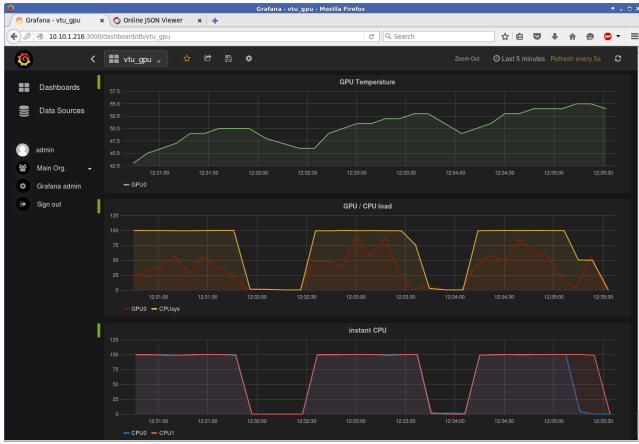 Grafana - vtu_gpu - Mozilla Firefox
Grafana - vtu_gpu
Online JSON Viewer
10.10.1.216:3000/dashboard/db/vtu_gpu
Search
vtu_gpu
Zoom Out
Last 5 minutes
Refresh every 5s
Dashboards
Data Sources
admin
Main Org.
Grafana admin
Sign out
GPU Temperature
57.5
55.0
52.5
50.0
47.5
45.0
42.5
12:31:00 12:31:30 12:32:00 12:32:30 12:33:00 12:33:30 12:34:00 12:34:30 12:35:00 12:35:30
GPU0
GPU / CPU load
125
100
75
50
25
0
12:31:00 12:31:30 12:32:00 12:32:30 12:33:00 12:33:30 12:34:00 12:34:30 12:35:00 12:35:30
GPU0 CPUsys
instant CPU
125
100
75
50
25
0
12:31:00 12:31:30 12:32:00 12:32:30 12:33:00 12:33:30 12:34:00 12:34:30 12:35:00 12:35:30
CPU0 CPU1